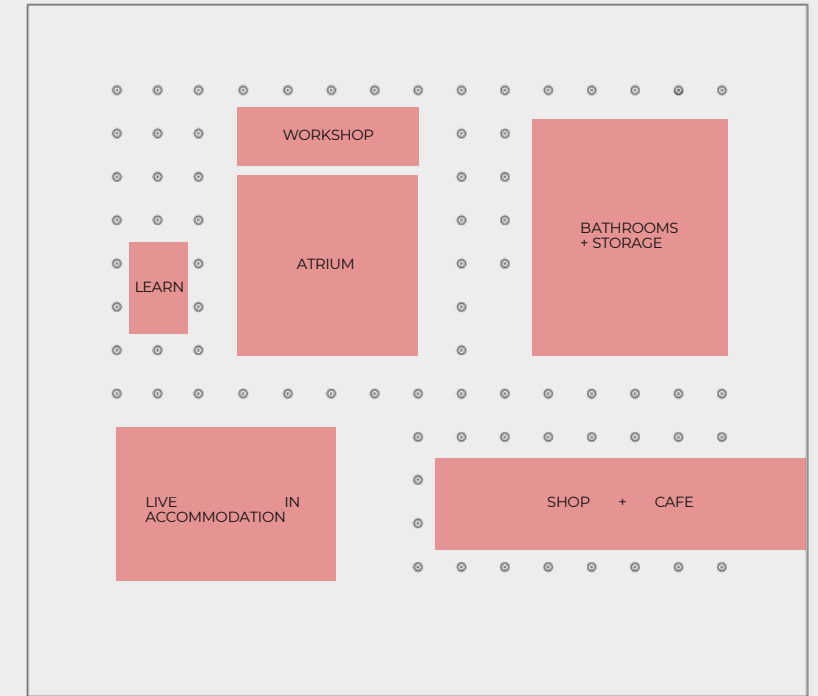 WORKSHOP
BATHROOMS
+ STORAGE
ATRIUM
LEARN
LIVE IN
ACCOMMODATION
SHOP + CAFE